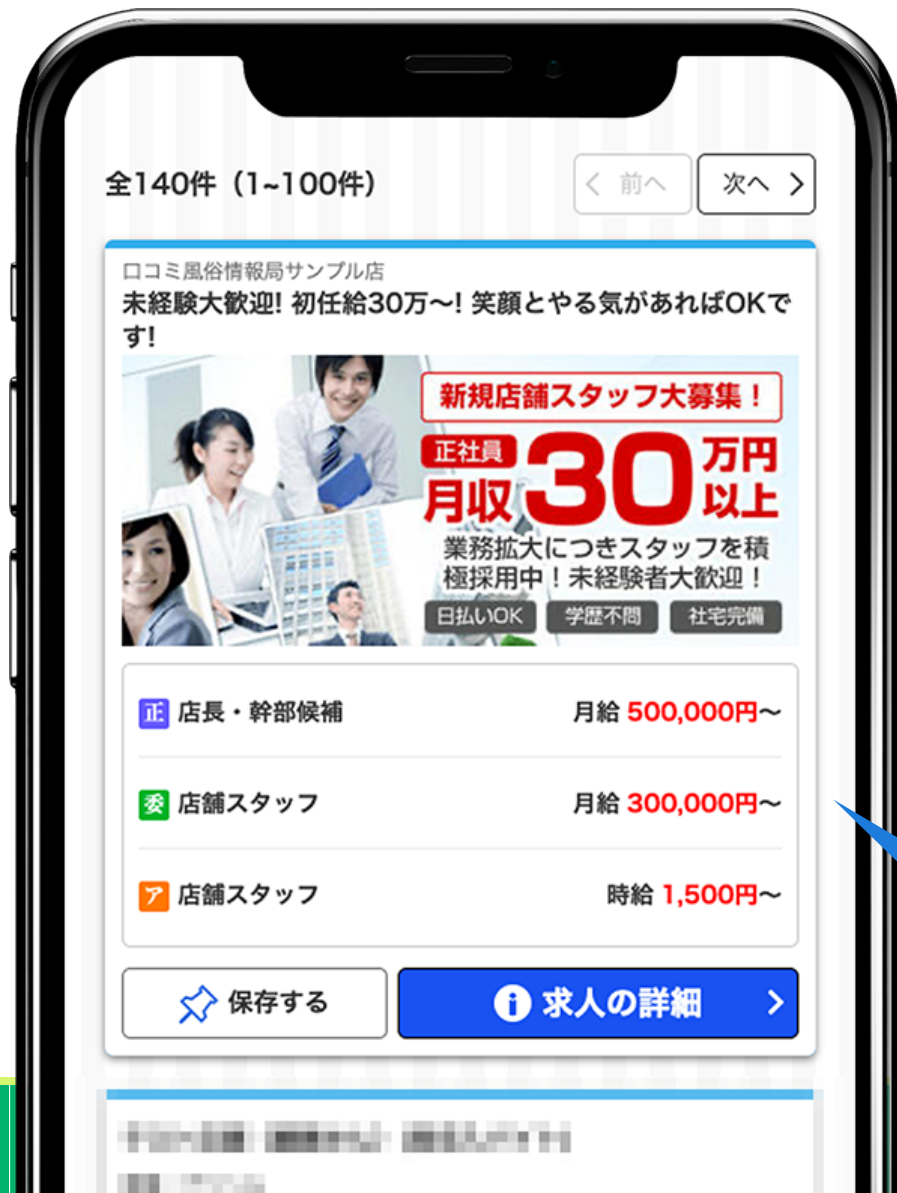 全140件（1~100件）
前へ
次へ
口コミ風俗情報局サンプル店
未経験大歓迎! 初任給30万〜! 笑顔とやる気があればOKで
す!
新規店舗スタッフ大募集！
正社員
月収30万円以上
業務拡大につきスタッフを積
極採用中！未経験者大歓迎！
日払いOK 学歴不問 社宅完備
正 店長・幹部候補 月給 500,000円〜
委 店舗スタッフ 月給 300,000円〜
ア 店舗スタッフ 時給 1,500円〜
保存する
求人の詳細